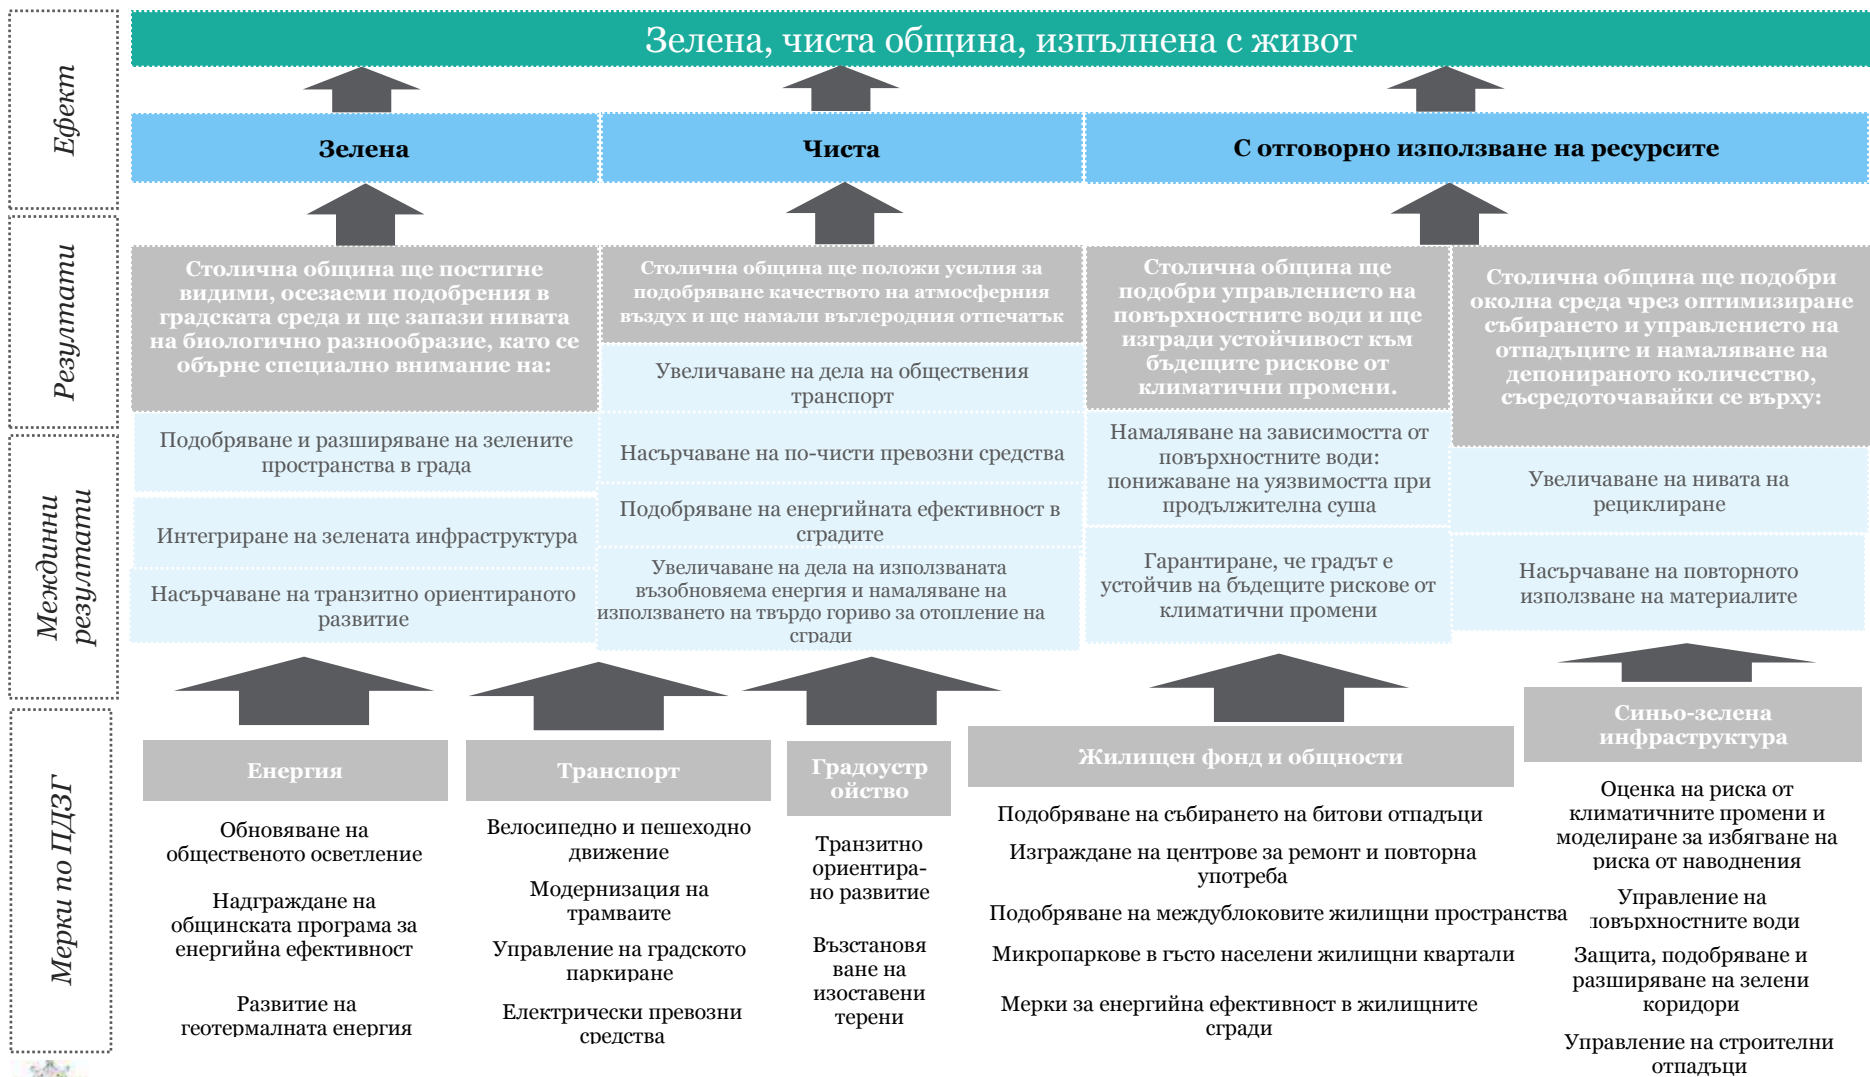 Ефект
Зелена, чиста община, изпълнена с живот
Зелена
Чиста
С отговорно използване на ресурсите
Резултати
Столична община ще постигне
видими, осезаеми подобрения в
градската среда и ще запази нивата
на биологично разнообразие, като се
обърне специално внимание на:
Столична община ще положи усилия за
подобряване качеството на атмосферния
въздух и ще намали въглеродния отпечатък
Столична община ще
подобри управлението на
повърхностните води и ще
изгради устойчивост към
бъдещите рискове от
климатични промени.
Столична община ще подобри
околна среда чрез оптимизиране
събирането и управлението на
отпадъците и намаляване на
депонираното количество,
съсредоточавайки се върху:
Междинни
резултати
Подобряване и разширяване на зелените
пространства в града
Интегриране на зелената инфраструктура
Насърчаване на транзитно ориентираното
развитие
Увеличаване на дела на обществения
транспорт
Насърчаване на по-чисти превозни средства
Подобряване на енергийната ефективност в
сградите
Увеличаване на дела на използваната
възобновяема енергия и намаляване на
използването на твърдо гориво за отопление на
сгради
Намаляване на зависимостта от
повърхностните води:
понижаване на уязвимостта при
продължителна суша
Гарантиране, че градът е
устойчив на бъдещите рискове от
климатични промени
Увеличаване на нивата на
рециклиране
Насърчаване на повторното
използване на материалите
Мерки по ПДЗГ
Енергия
Обновяване на
общественото осветление
Надграждане на
общинската програма за
енергийна ефективност
Развитие на
геотермалната енергия
Транспорт
Велосипедно и пешеходно
движение
Модернизация на
трамваите
Управление на градското
паркиране
Електрически превозни
средства
Градоустр
ойство
Транзитно
ориентира-
но развитие
Възстановя
ване на
изоставени
терени
Жилищен фонд и общности
Подобряване на събирането на битови отпадъци
Изграждане на центрове за ремонт и повторна
употреба
Подобряване на междублоковите жилищни пространства
Микропаркове в гъсто населени жилищни квартали
Мерки за енергийна ефективност в жилищните
сгради
Синьо-зелена
инфраструктура
Оценка на риска от
климатичните промени и
моделиране за избягване на
риска от наводнения
Управление на
повърхностните води
Защита, подобряване и
разширяване на зелени
коридори
Управление на строителни
отпадъци